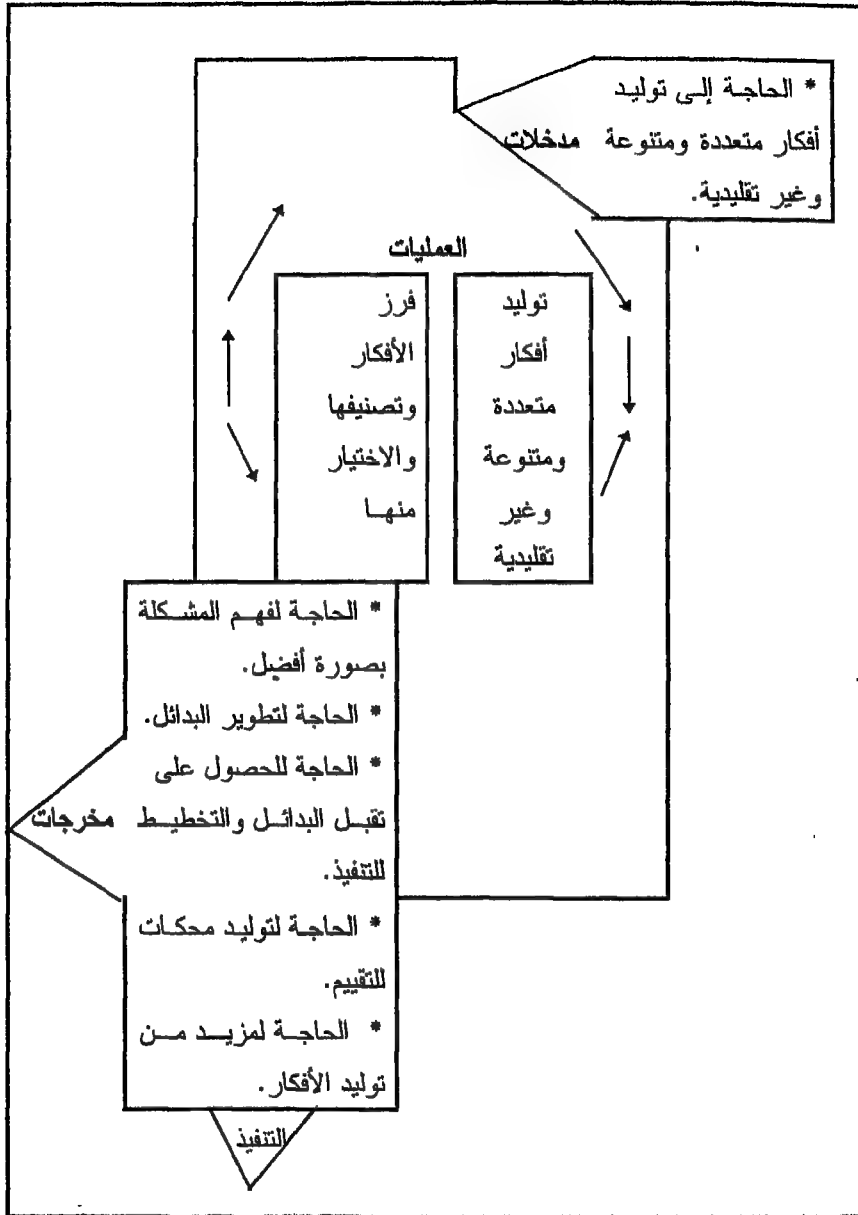 * الحاجة إلى توليد
أفكار متعددة ومتنوعة مدخلات
وغير تقليدية.
العمليات
توليد
أفكار
متعددة
ومتنوعة
وغير
تقليدية
فرز
الأفكار
وتصنيفها
والاختيار
منها
* الحاجة لفهم المشكلة
بصورة أفضل.
* الحاجة لتطوير البدائل.
* الحاجة للحصول على
تقبل البدائل والتخطيط مخرجات
للتنفيذ.
* الحاجة لتوليد محكات
للتقييم.
* الحاجة لمزيد من
توليد الأفكار.
التنفيذ